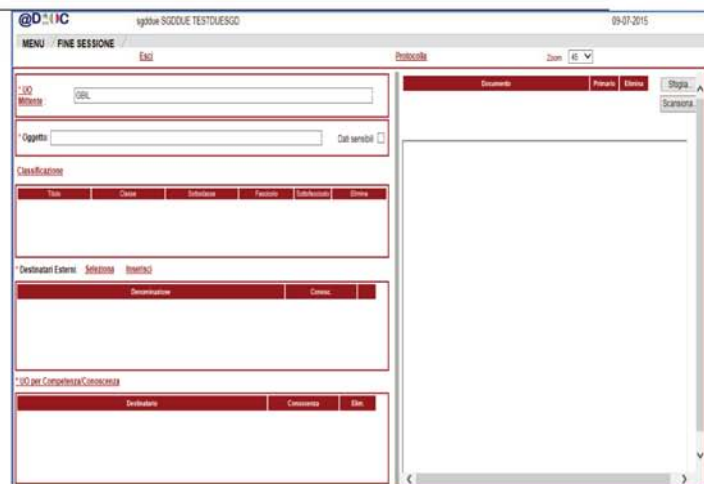 @D
sgddue SGDDUE TESTDUESGD
09-07-2015
MENU
FINE SESSIONE
Esci
Protocolla
Zoom 45
* UO Mittente :
GBL
* Oggetto:
Dati sensibili
Classificazione
Titolo Classe Sottoclasse Fascicolo Sottofascicolo Elimina
* Destinatari Esterni: Seleziona Inserisci
Denominazione Conosc.
* UO per Competenza/Conoscenza
Destinatario Conoscenza Elim.
Documento Primario Elimina
Sfoglia...
Scansiona...